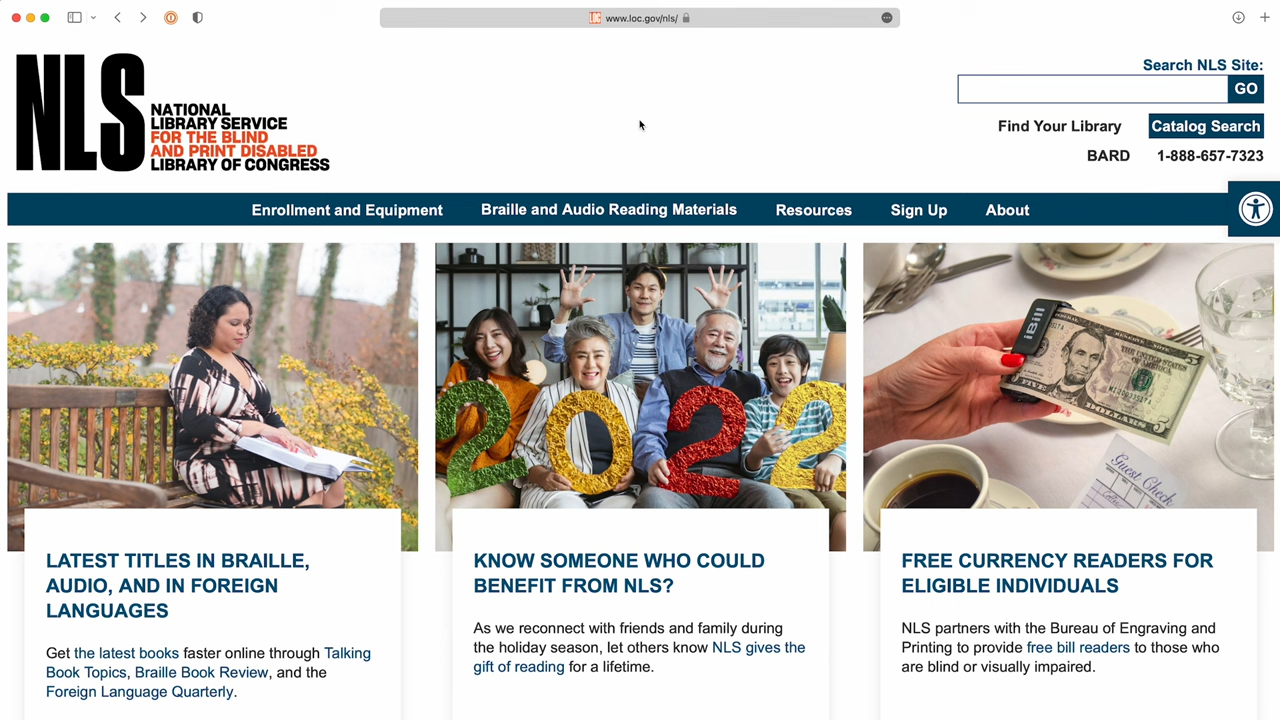 LOC
www.loc.gov/nls/
NLS
NATIONAL
LIBRARY SERVICE
FOR THE BLIND
AND PRINT DISABLED
LIBRARY OF CONGRESS
Search NLS Site:
GO
Find Your Library
Catalog Search
BARD
1-888-657-7323
Enrollment and Equipment
Braille and Audio Reading Materials
Resources
Sign Up
About
2022
iBill
THE UNITED STATES
FIVE DOLLARS
5
Guest Check
LATEST TITLES IN BRAILLE,
AUDIO, AND IN FOREIGN
LANGUAGES
Get the latest books faster online through Talking
Book Topics, Braille Book Review, and the
Foreign Language Quarterly.
KNOW SOMEONE WHO COULD
BENEFIT FROM NLS?
As we reconnect with friends and family during
the holiday season, let others know NLS gives the
gift of reading for a lifetime.
FREE CURRENCY READERS FOR
ELIGIBLE INDIVIDUALS
NLS partners with the Bureau of Engraving and
Printing to provide free bill readers to those who
are blind or visually impaired.